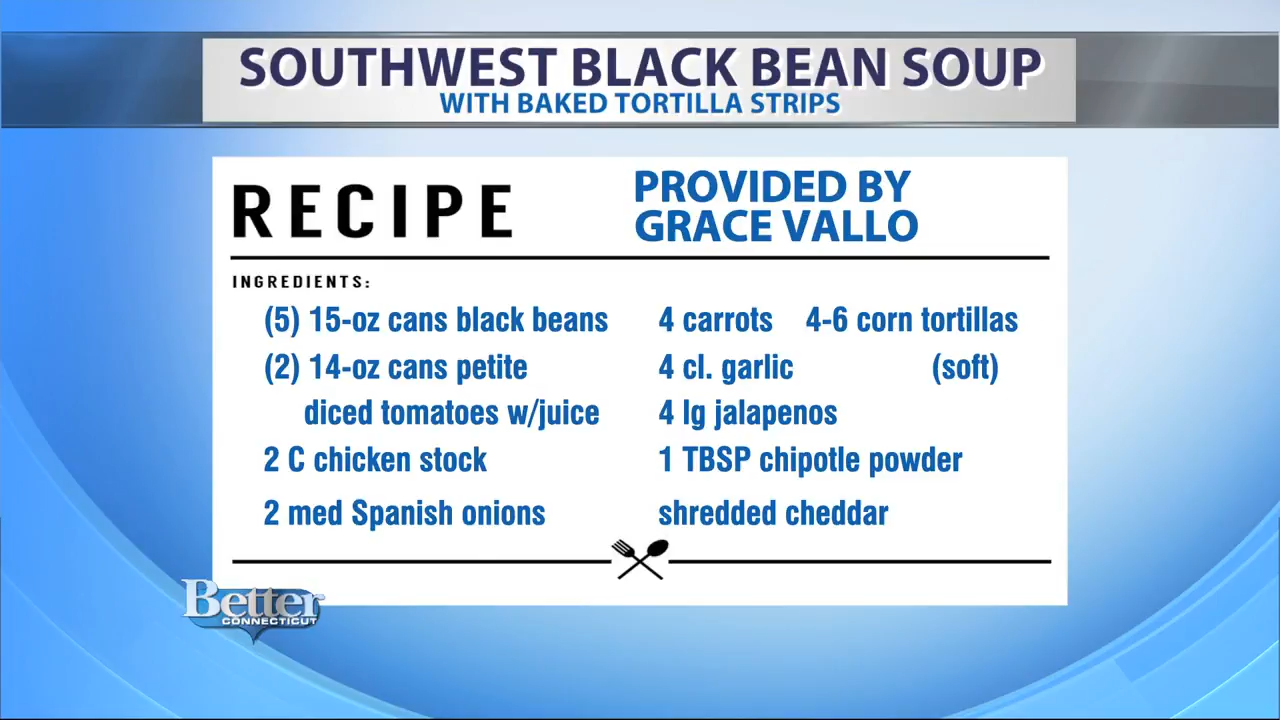 SOUTHWEST BLACK BEAN SOUP
WITH BAKED TORTILLA STRIPS
RECIPE
PROVIDED BY
GRACE VALLO
INGREDIENTS:
(5) 15-oz cans black beans
(2) 14-oz cans petite
diced tomatoes w/juice
2 C chicken stock
2 med Spanish onions
4 carrots
4 cl. garlic
4 lg jalapenos
1 TBSP chipotle powder
shredded cheddar
4-6 corn tortillas
(soft)
Better
CONNECTICUT